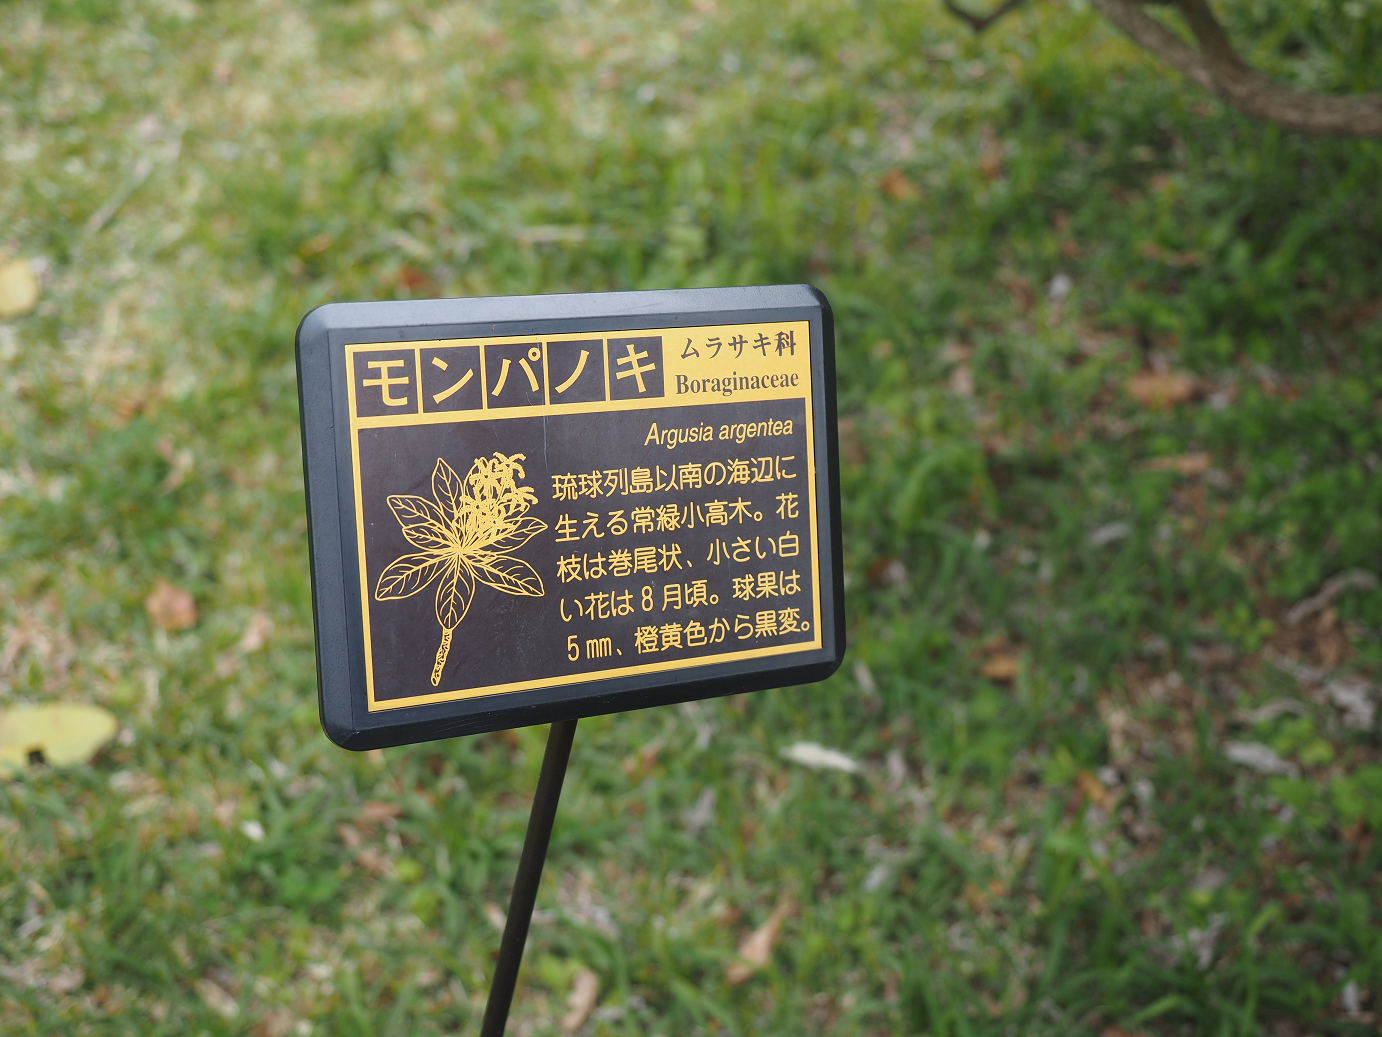 モンパノキ
ムラサキ科
Boraginaceae
Argusia argentea
琉球列島以南の海辺に
生える常緑小高木。花
枝は巻尾状、小さい白
い花は8月頃。球果は
5㎜、橙黄色から黒変。